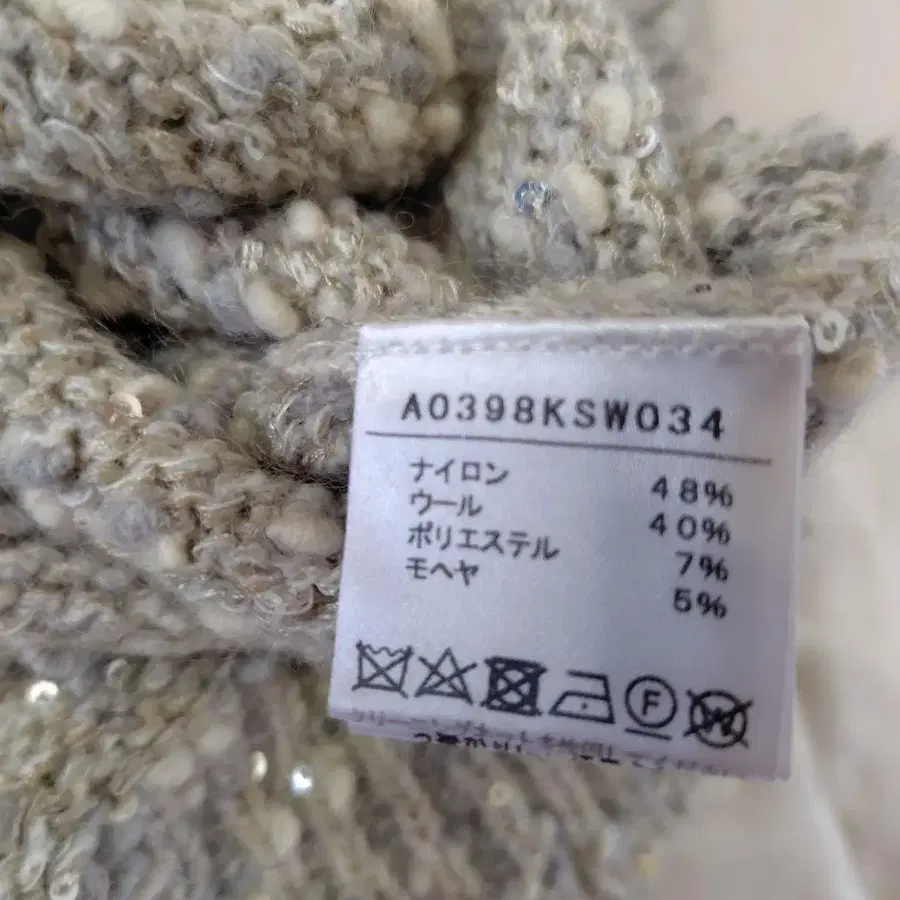 A0398KSW034
ナイロン 48%
ウール 40%
ポリエステル 7%
モヘヤ 5%
F
W